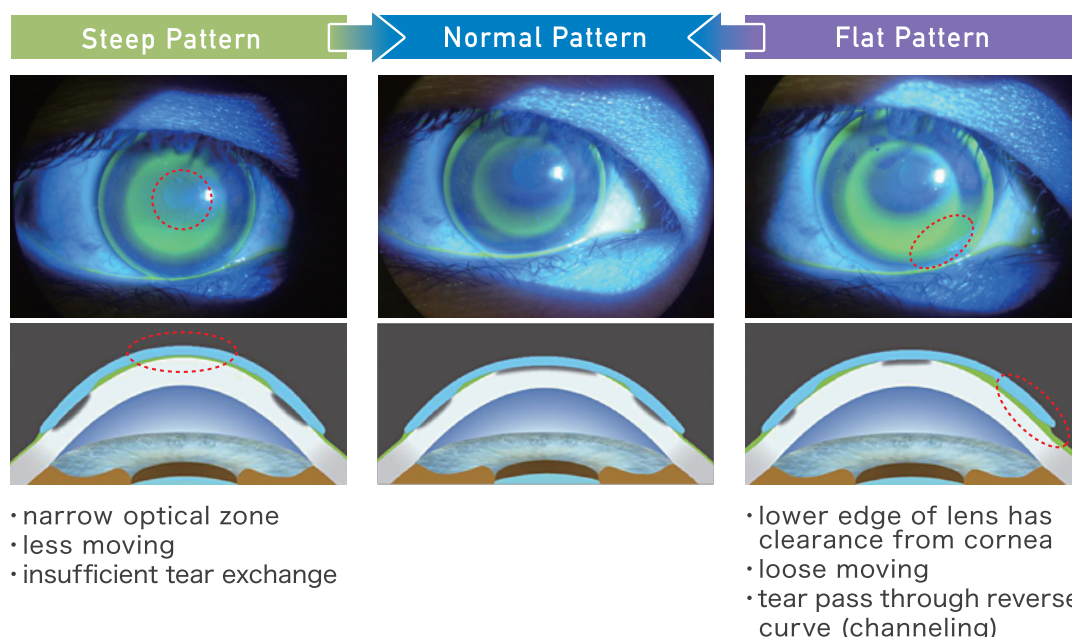 Steep Pattern
Normal Pattern
Flat Pattern
・narrow optical zone
・less moving
・insufficient tear exchange
・lower edge of lens has
clearance from cornea
・loose moving
・tear pass through reverse
curve (channeling)